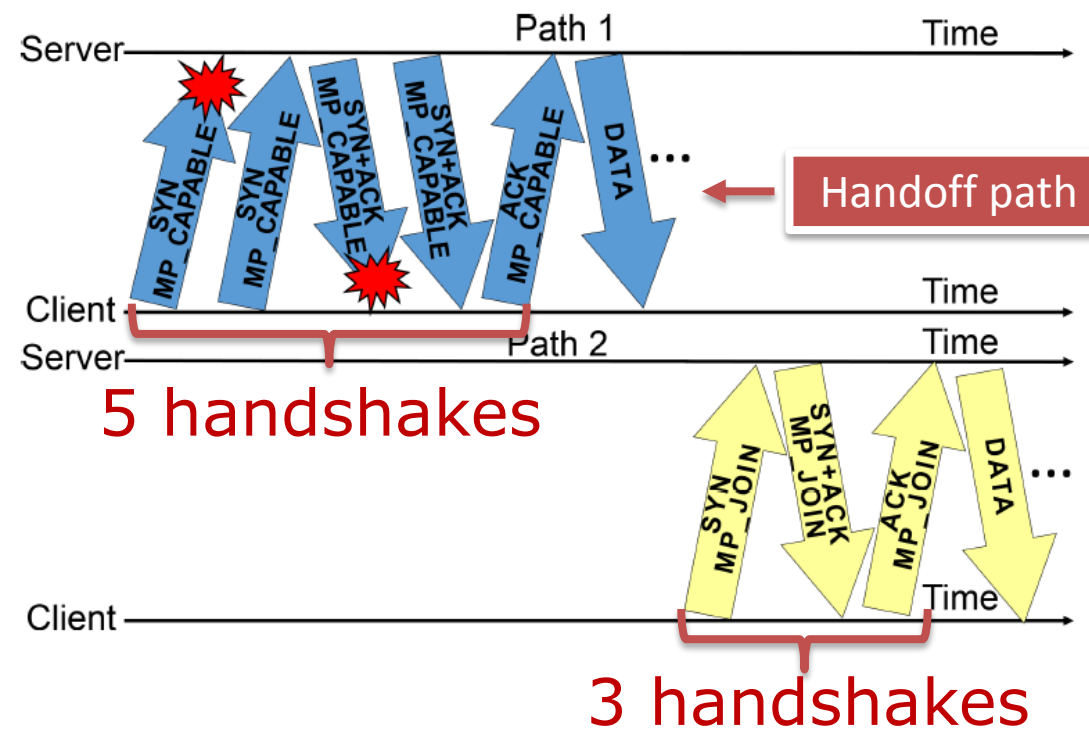 Path 1
Server
Time
SYN
MP_CAPABLE
SYN
MP_CAPABLE
SYN+ACK
MP_CAPABLE
SYN+ACK
MP_CAPABLE
ACK
MP_CAPABLE
DATA
...
Handoff path
Client
Time
Server
Path 2
Time
5 handshakes
SYN
MP_JOIN
SYN+ACK
MP_JOIN
ACK
MP_JOIN
DATA
...
Client
Time
3 handshakes